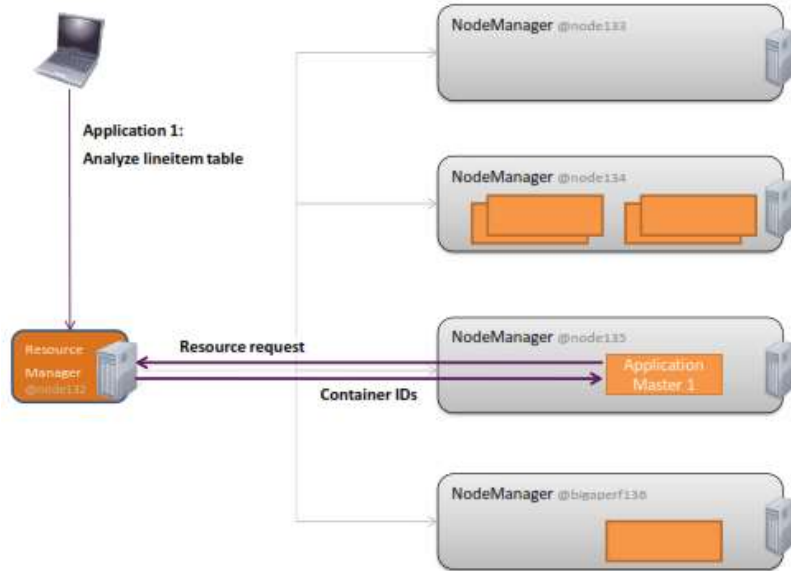 NodeManager @node133
Application 1:
Analyze lineitem table
NodeManager @node134
NodeManager @node135
Resource request
Resource
Manager
@node132
Application
Master 1
Container IDs
NodeManager @bigaperf136